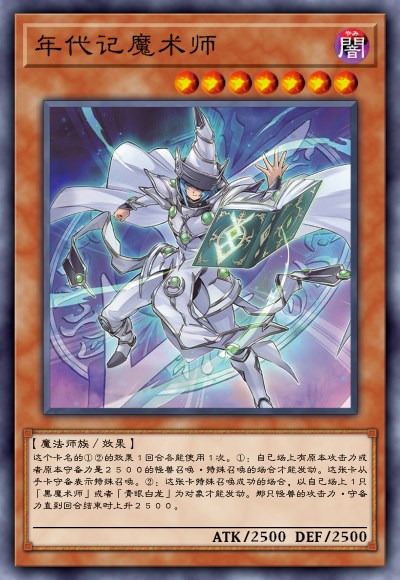 年代记魔术师
やみ
闇
【魔法师族／效果】
这个卡名的①②的效果1回合各能使用1次。①：自己场上有原本攻击力或
者原本守备力是2500的怪兽召唤·特殊召唤的场合才能发动。这张卡从
手卡守备表示特殊召唤。②：这张卡特殊召唤成功的场合，以自己场上1只
「黑魔术师」或者「青眼白龙」为对象才能发动。那只怪兽的攻击力·守备
力直到回合结束时上升2500。
ATK/2500 DEF/2500